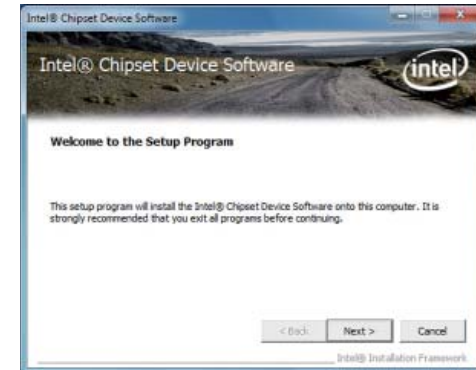 Intel® Chipset Device Software
Intel® Chipset Device Software
intel
Welcome to the Setup Program
This setup program will install the Intel® Chipset Device Software onto this computer. It is
strongly recommended that you exit all programs before continuing.
< Back Next > Cancel
Intel® Installation Framework